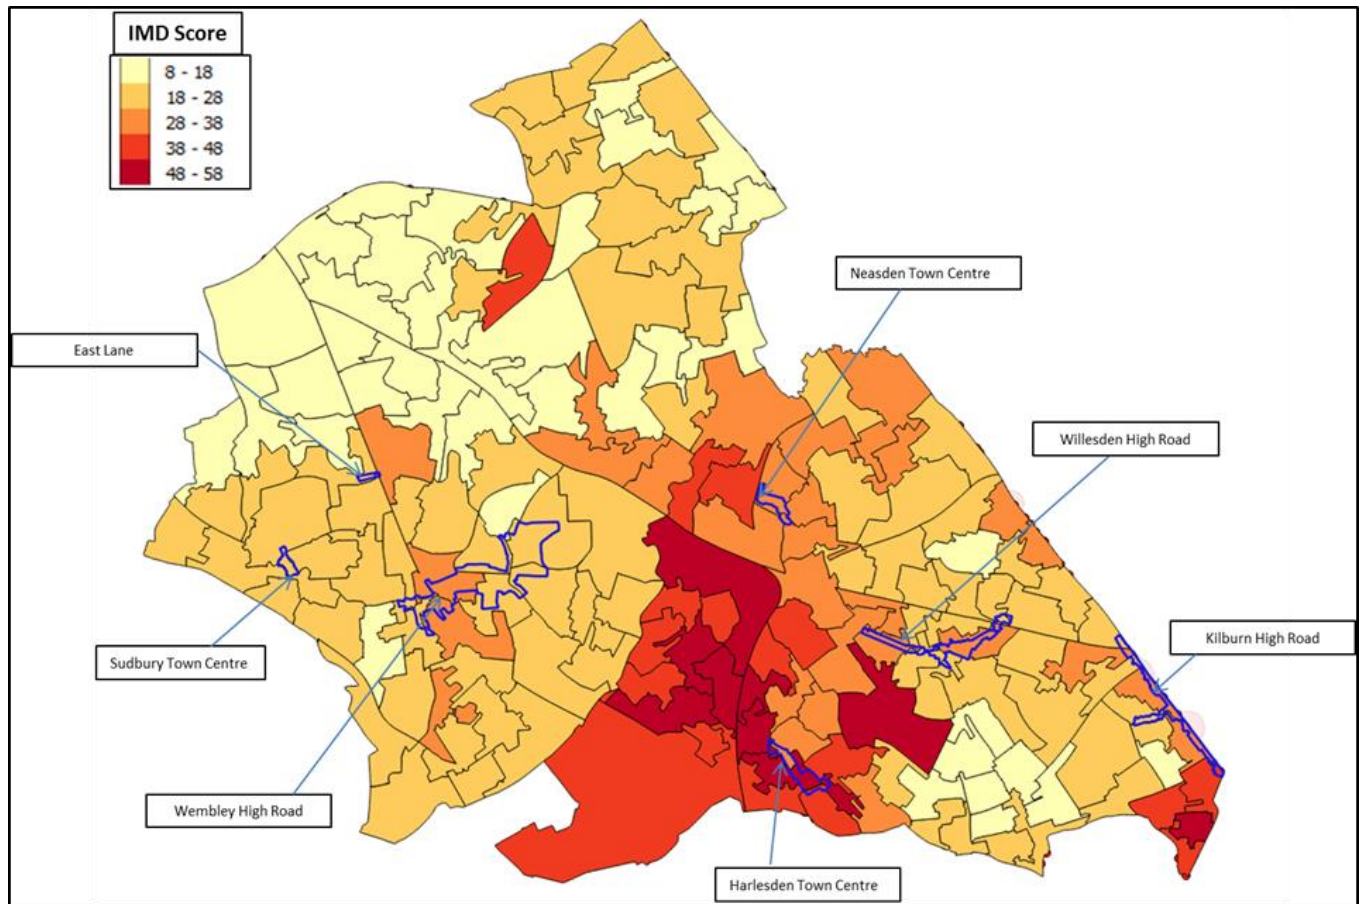 IMD Score
8 - 18
18 - 28
28 - 38
38 - 48
48 - 58
Neasden Town Centre
East Lane
Willesden High Road
Kilburn High Road
Sudbury Town Centre
Wembley High Road
Harlesden Town Centre